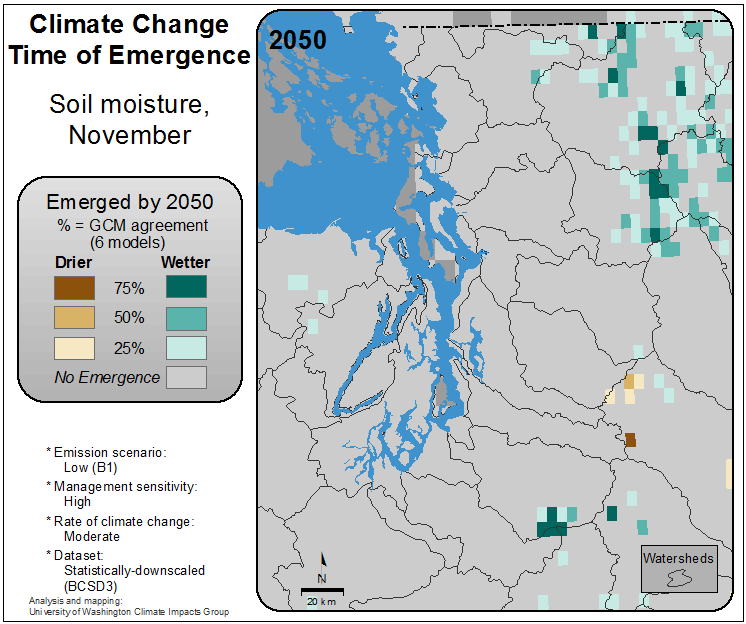 Climate Change
Time of Emergence
Soil moisture,
November
Emerged by 2050
% = GCM agreement
(6 models)
Drier Wetter
75%
50%
25%
No Emergence
* Emission scenario:
Low (B1)
* Management sensitivity:
High
* Rate of climate change:
Moderate
* Dataset:
Statistically-downscaled
(BCSD3)
Analysis and mapping:
University of Washington Climate Impacts Group
2050
N
20 km
Watersheds